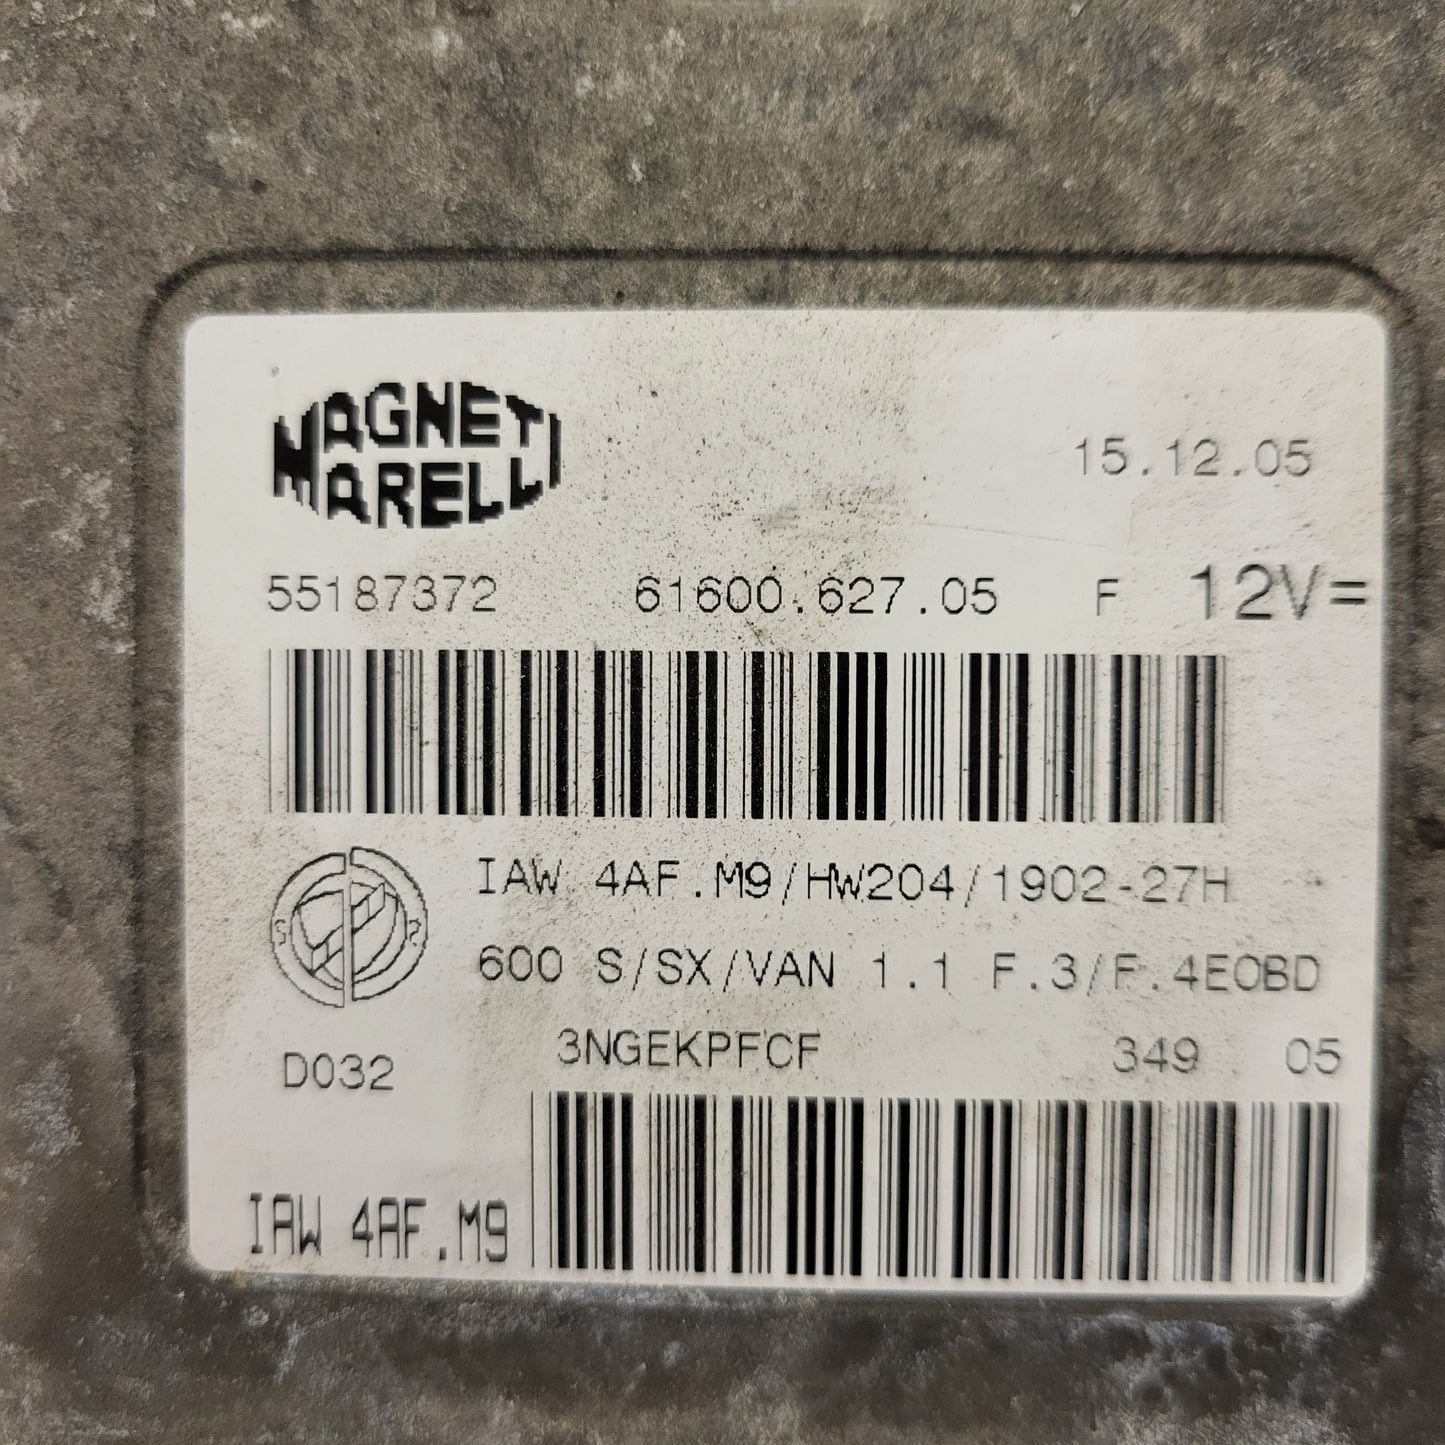 MAGNETI
MARELLI
15.12.05
55187372 61600.627.05 F 12V=
IAW 4AF.M9/HW204/1902-27H
S R
600 S/SX/VAN 1.1 F.3/F.4EOBD
3NGEKPFCF 349 05
D032
IAW 4AF.M9